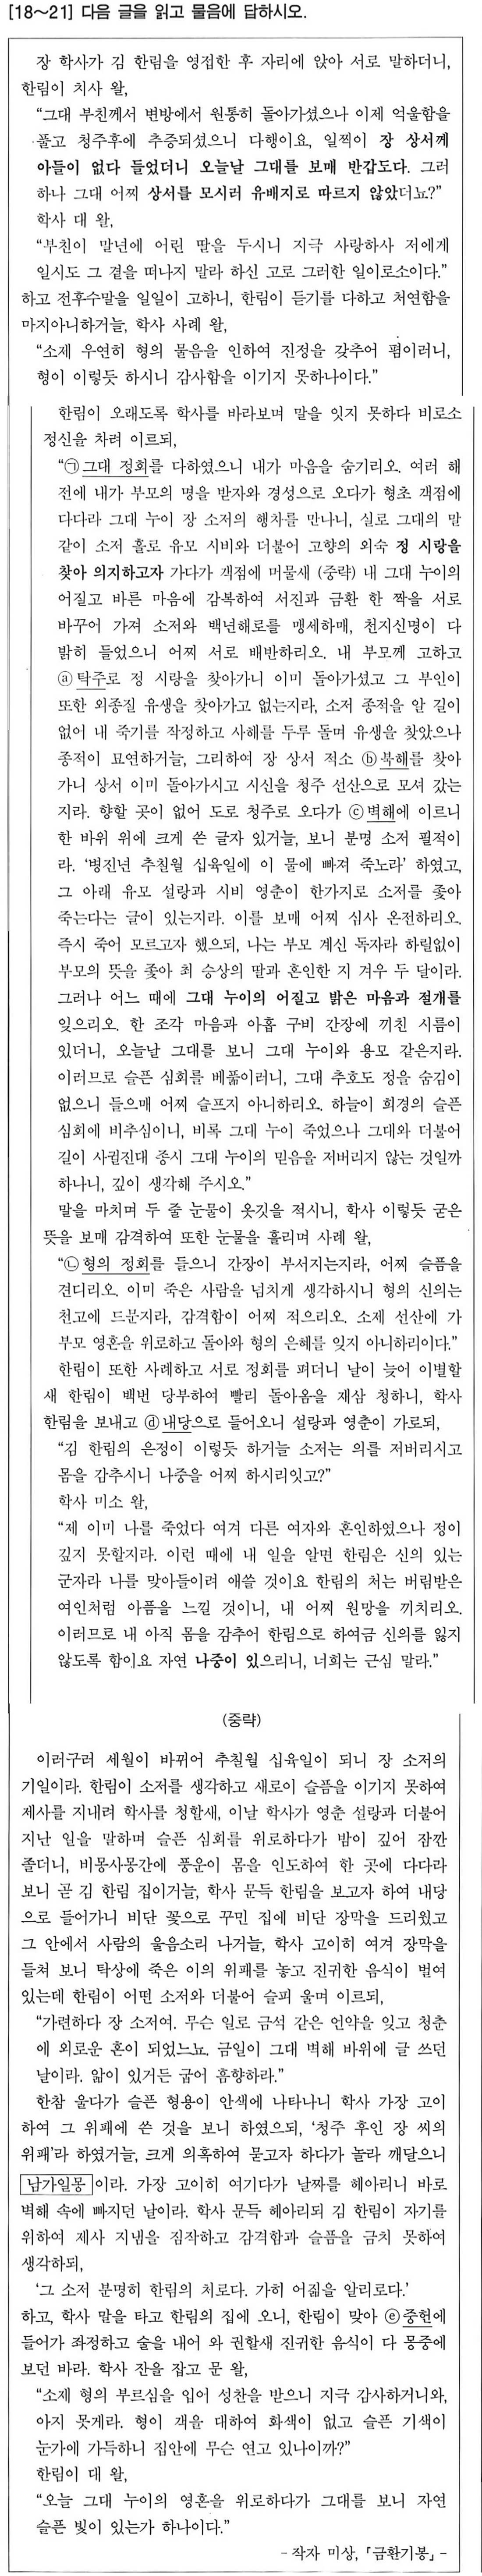 [18～21] 다음 글을 읽고 물음에 답하시오.
장 학사가 김 한림을 영접한 후 자리에 앉아 서로 말하더니,
한림이 치사 왈,
“그대 부친께서 변방에서 원통히 돌아가셨으나 이제 억울함을
풀고 청주후에 추증되셨으니 다행이요, 일찍이 장 상서께
아들이 없다 들었더니 오늘날 그대를 보매 반갑도다. 그러
하나 그대 어찌 상서를 모시러 유배지로 따르지 않았더뇨?”
학사 대 왈,
“부친이 말년에 어린 딸을 두시니 지극 사랑하사 저에게
일시도 그 곁을 떠나지 말라 하신 고로 그러한 일이로소이다.”
하고 전후수말을 일일이 고하니, 한림이 듣기를 다하고 처연함을
마지아니하거늘, 학사 사례 왈,
“소제 우연히 형의 물음을 인하여 진정을 갖추어 폄이러니,
형이 이렇듯 하시니 감사함을 이기지 못하나이다.”
한림이 오래도록 학사를 바라보며 말을 잇지 못하다 비로소
정신을 차려 이르되,
“㉠그대 정회를 다하였으니 내가 마음을 숨기리오. 여러 해
전에 내가 부모의 명을 받자와 경성으로 오다가 형초 객점에
다다라 그대 누이 장 소저의 행차를 만나니, 실로 그대의 말
같이 소저 홀로 유모 시비와 더불어 고향의 외숙 정 시랑을
찾아 의지하고자 가다가 객점에 머물세 (중략) 내 그대 누이의
어질고 바른 마음에 감복하여 서진과 금환 한 짝을 서로
바꾸어 가져 소저와 백년해로를 맹세하매, 천지신명이 다
밝히 들었으니 어찌 서로 배반하리오. 내 부모께 고하고
ⓐ탁주로 정 시랑을 찾아가니 이미 돌아가셨고 그 부인이
또한 외종질 유생을 찾아가고 없는지라, 소저 종적을 알 길이
없어 내 죽기를 작정하고 사해를 두루 돌며 유생을 찾았으나
종적이 묘연하거늘, 그리하여 장 상서 적소 ⓑ북해를 찾아
가니 상서 이미 돌아가시고 시신을 청주 선산으로 모셔 갔는
지라. 향할 곳이 없어 도로 청주로 오다가 ⓒ벽해에 이르니
한 바위 위에 크게 쓴 글자 있거늘, 보니 분명 소저 필적이
라. ‘병진년 추칠월 십육일에 이 물에 빠져 죽노라’ 하였고,
그 아래 유모 설랑과 시비 영춘이 한가지로 소저를 좇아
죽는다는 글이 있는지라. 이를 보매 어찌 심사 온전하리오.
즉시 죽어 모르고자 했으되, 나는 부모 계신 독자라 하릴없이
부모의 뜻을 좇아 최 승상의 딸과 혼인한 지 겨우 두 달이라.
그러나 어느 때에 그대 누이의 어질고 밝은 마음과 절개를
잊으리오. 한 조각 마음과 아홉 구비 간장에 끼친 시름이
있더니, 오늘날 그대를 보니 그대 누이와 용모 같은지라.
이러므로 슬픈 심회를 베풂이러니, 그대 추호도 정을 숨김이
없으니 들으매 어찌 슬프지 아니하리오. 하늘이 희경의 슬픈
심회에 비추심이니, 비록 그대 누이 죽었으나 그대와 더불어
길이 사귈진대 종시 그대 누이의 믿음을 저버리지 않는 것일까
하나니, 깊이 생각해 주시오.”
말을 마치며 두 줄 눈물이 옷깃을 적시니, 학사 이렇듯 굳은
뜻을 보매 감격하여 또한 눈물을 흘리며 사례 왈,
“㉡형의 정회를 들으니 간장이 부서지는지라, 어찌 슬픔을
견디리오. 이미 죽은 사람을 넘치게 생각하시니 형의 신의는
천고에 드문지라, 감격함이 어찌 적으리오. 소제 선산에 가
부모 영혼을 위로하고 돌아와 형의 은혜를 잊지 아니하리이다.”
한림이 또한 사례하고 서로 정회를 펴더니 날이 늦어 이별할
새 한림이 백번 당부하여 빨리 돌아옴을 재삼 청하니, 학사
한림을 보내고 ⓓ내당으로 들어오니 설랑과 영춘이 가로되,
“김 한림의 은정이 이렇듯 하거늘 소저는 의를 저버리시고
몸을 감추시니 나중을 어찌 하시리잇고?”
학사 미소 왈,
“제 이미 나를 죽었다 여겨 다른 여자와 혼인하였으나 정이
깊지 못할지라. 이런 때에 내 일을 알면 한림은 신의 있는
군자라 나를 맞아들이려 애쓸 것이요 한림의 처는 버림받은
여인처럼 아픔을 느낄 것이니, 내 어찌 원망을 끼치리오.
이러므로 내 아직 몸을 감추어 한림으로 하여금 신의를 잃지
않도록 함이요 자연 나중이 있으리니, 너희는 근심 말라.”
(중략)
이러구러 세월이 바뀌어 추칠월 십육일이 되니 장 소저의
기일이라. 한림이 소저를 생각하고 새로이 슬픔을 이기지 못하여
제사를 지내려 학사를 청할새, 이날 학사가 영춘 설랑과 더불어
지난 일을 말하며 슬픈 심회를 위로하다가 밤이 깊어 잠깐
졸더니, 비몽사몽간에 풍운이 몸을 인도하여 한 곳에 다다라
보니 곧 김 한림 집이거늘, 학사 문득 한림을 보고자 하여 내당
으로 들어가니 비단 꽃으로 꾸민 집에 비단 장막을 드리웠고
그 안에서 사람의 울음소리 나거늘, 학사 고이히 여겨 장막을
들쳐 보니 탁상에 죽은 이의 위패를 놓고 진귀한 음식이 벌여
있는데 한림이 어떤 소저와 더불어 슬피 울며 이르되,
“가련하다 장 소저여. 무슨 일로 금석 같은 언약을 잊고 청춘
에 외로운 혼이 되었느뇨. 금일이 그대 벽해 바위에 글 쓰던
날이라. 앎이 있거든 굽어 흠향하라.”
한참 울다가 슬픈 형용이 안색에 나타나니 학사 가장 고이
하여 그 위패에 쓴 것을 보니 하였으되, ‘청주 후인 장 씨의
위패’라 하였거늘, 크게 의혹하여 묻고자 하다가 놀라 깨달으니
남가일몽이라. 가장 고이히 여기다가 날짜를 헤아리니 바로
벽해 속에 빠지던 날이라. 학사 문득 헤아리되 김 한림이 자기를
위하여 제사 지냄을 짐작하고 감격함과 슬픔을 금치 못하여
생각하되,
‘그 소저 분명히 한림의 처로다. 가히 어짊을 알리로다.’
하고, 학사 말을 타고 한림의 집에 오니, 한림이 맞아 ⓔ중헌에
들어가 좌정하고 술을 내어 와 권할새 진귀한 음식이 다 몽중에
보던 바라. 학사 잔을 잡고 문 왈,
“소제 형의 부르심을 입어 성찬을 받으니 지극 감사하거니와,
아지 못게라. 형이 객을 대하여 화색이 없고 슬픈 기색이
눈가에 가득하니 집안에 무슨 연고 있나이까?”
한림이 대 왈,
“오늘 그대 누이의 영혼을 위로하다가 그대를 보니 자연
슬픈 빛이 있는가 하나이다.”
- 작자 미상, 「금환기봉」 -